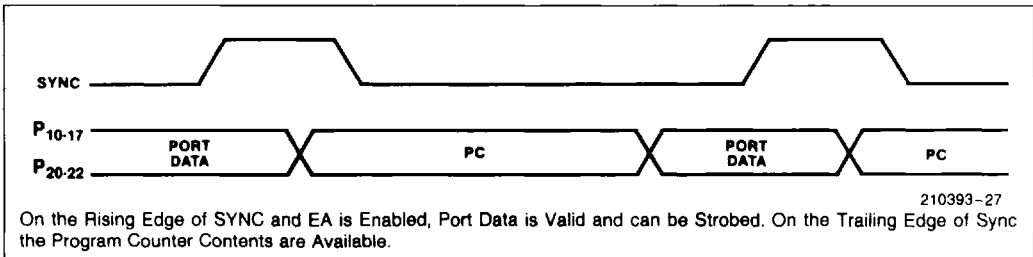 SYNC
P10-17
PORT
DATA
PC
PORT
DATA
PC
P20-22
210393-27
On the Rising Edge of SYNC and EA is Enabled, Port Data is Valid and can be Strobed. On the Trailing Edge of Sync
the Program Counter Contents are Available.